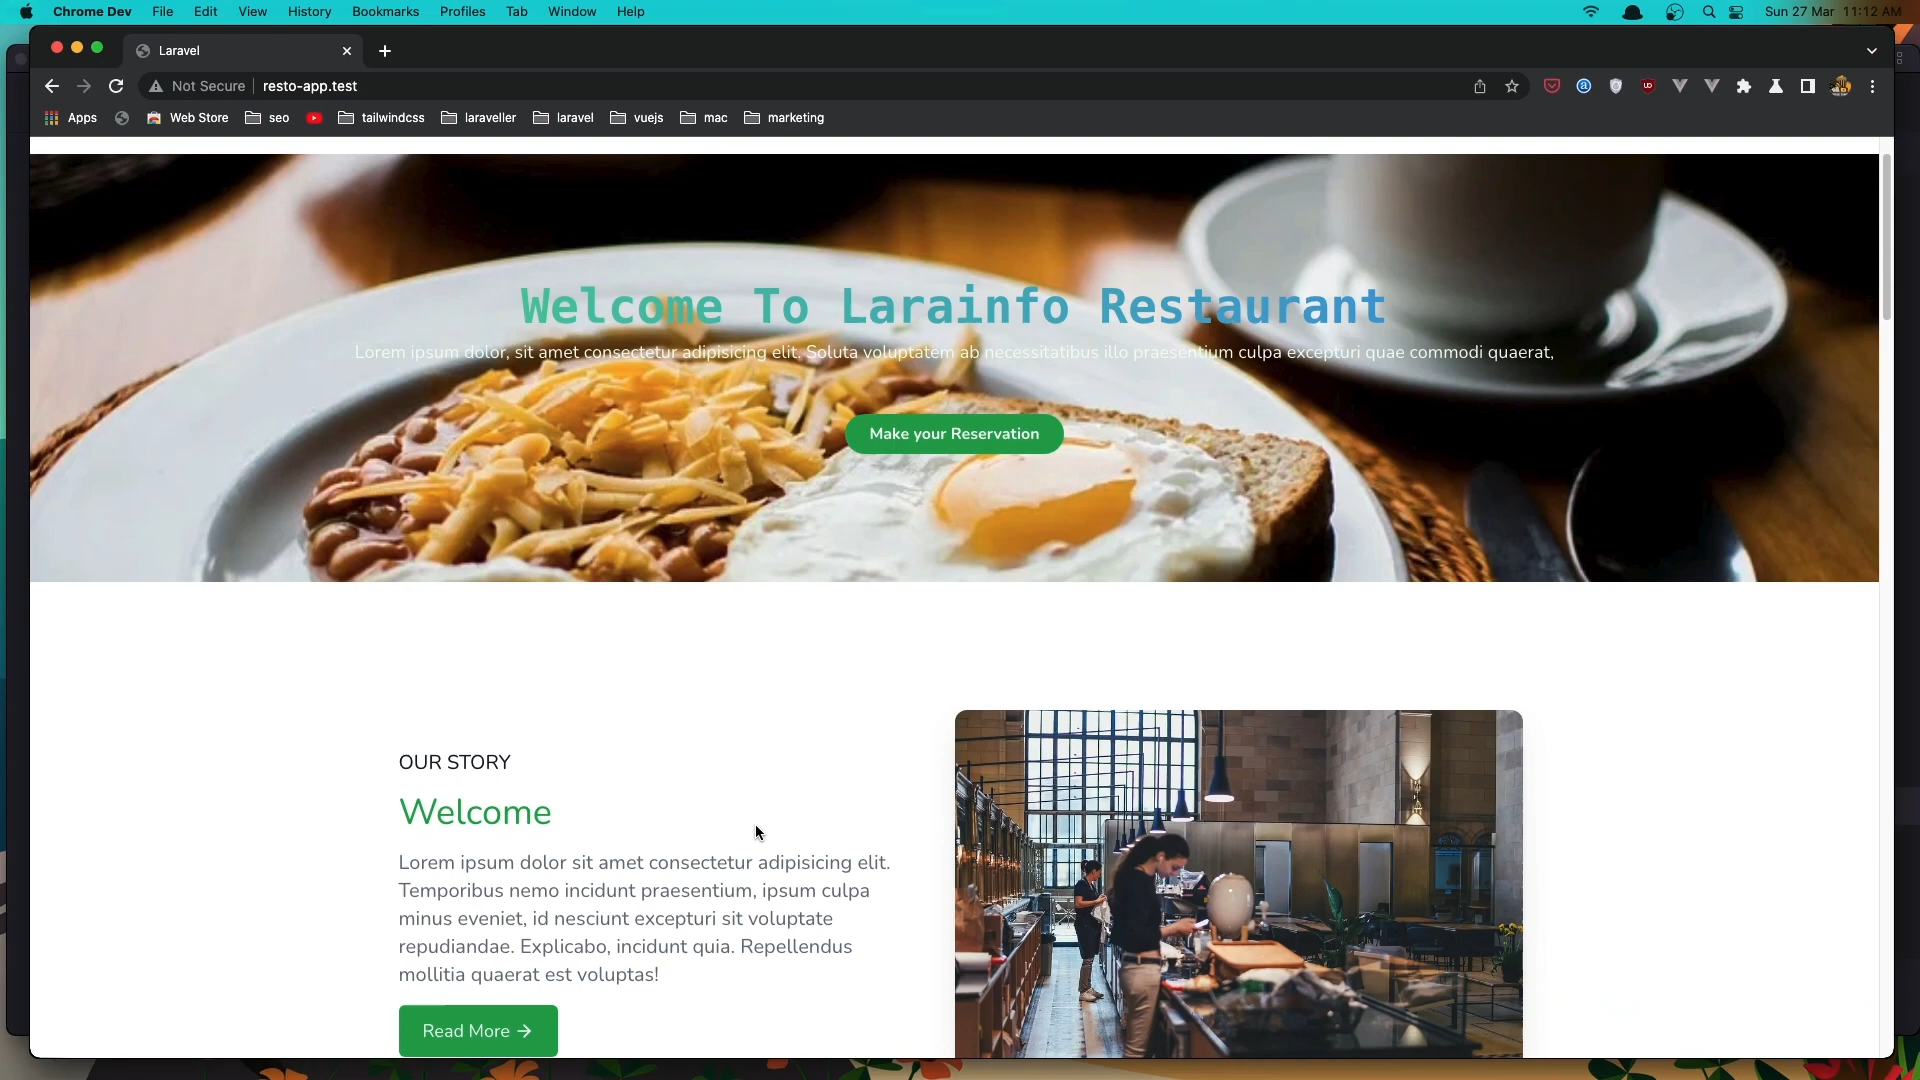 Chrome Dev File Edit View History Bookmarks Profiles Tab Window Help Sun 27 Mar 11:12 AM
Laravel
Not Secure resto-app.test
Apps Web Store seo tailwindcss laraveller laravel vuejs mac marketing
Welcome To Larainfo Restaurant
Lorem ipsum dolor, sit amet consectetur adipisicing elit. Soluta voluptatem ab necessitatibus illo praesentium culpa excepturi quae commodi quaerat,
Make your Reservation
OUR STORY
Welcome
Lorem ipsum dolor sit amet consectetur adipisicing elit.
Temporibus nemo incidunt praesentium, ipsum culpa
minus eveniet, id nesciunt excepturi sit voluptate
repudiandae. Explicabo, incidunt quia. Repellendus
mollitia quaerat est voluptas!
Read More →